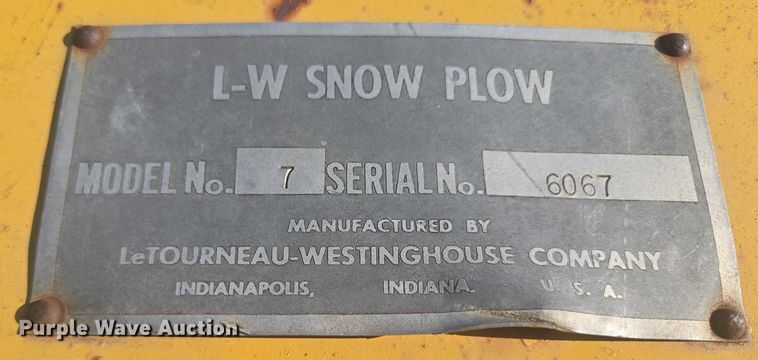 L-W SNOW PLOW
MODEL No. 7 SERIAL No. 6067
MANUFACTURED BY
LeTOURNEAU-WESTINGHOUSE COMPANY
INDIANAPOLIS, INDIANA. U. S. A.
Purple Wave Auction